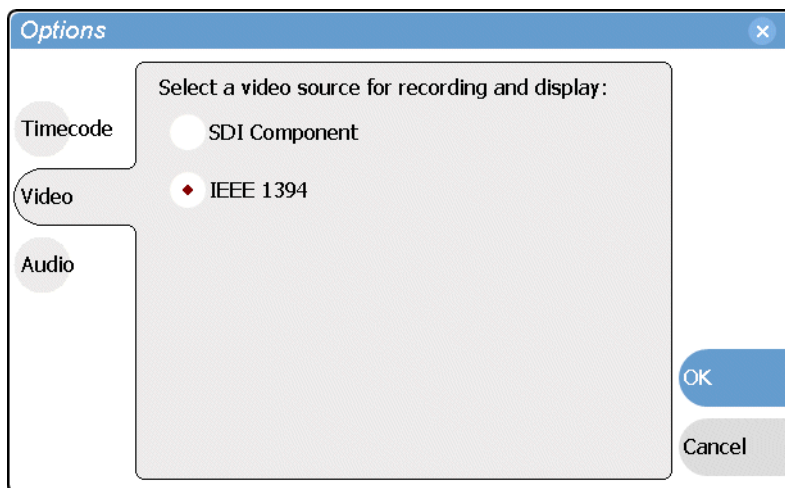 Options
Timecode
Video
Audio
Select a video source for recording and display:
SDI Component
IEEE 1394
OK
Cancel